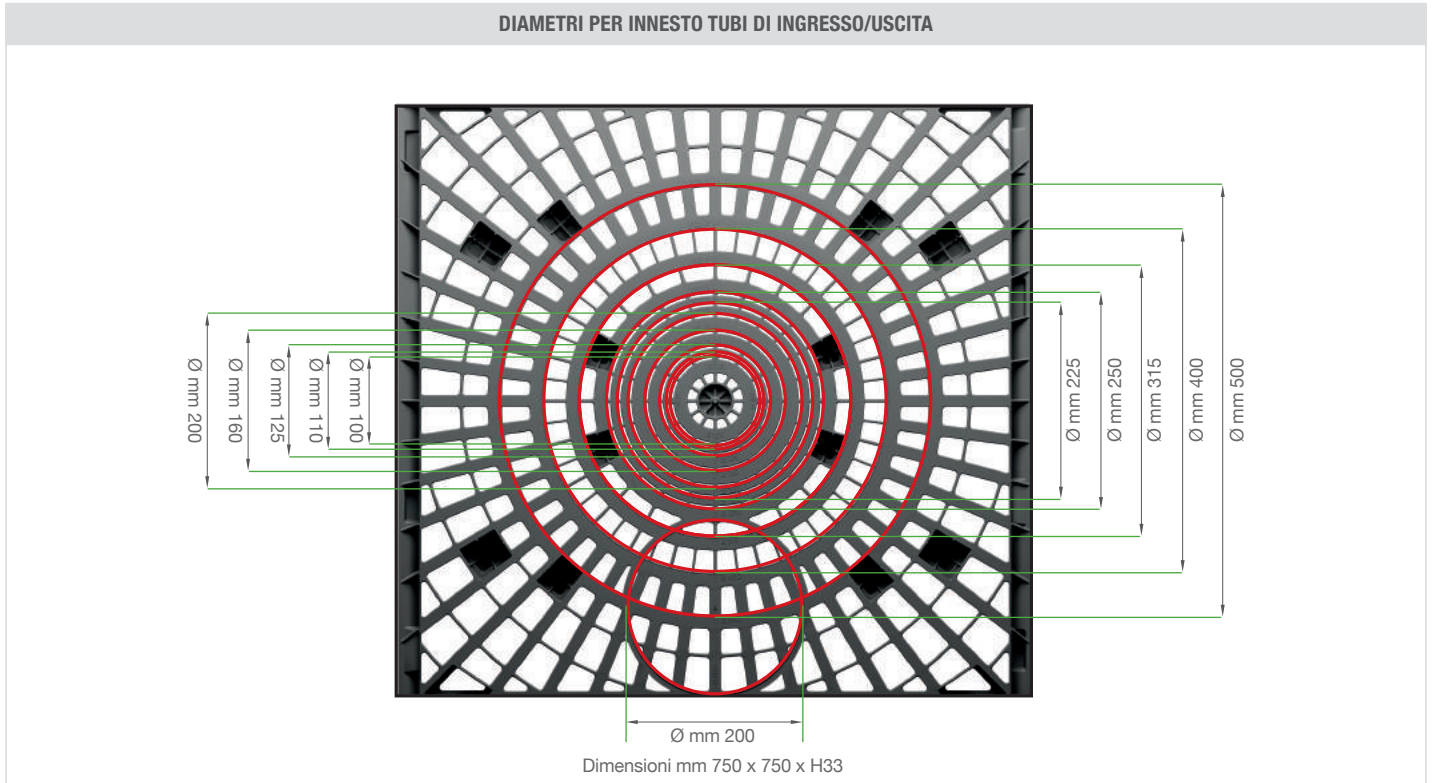 DIAMETRI PER INNESTO TUBI DI INGRESSO/USCITA
Ø mm 200
Ø mm 160
Ø mm 125
Ø mm 110
Ø mm 100
Ø mm 225
Ø mm 250
Ø mm 315
Ø mm 400
Ø mm 500
Ø mm 200
Dimensioni mm 750 x 750 x H33